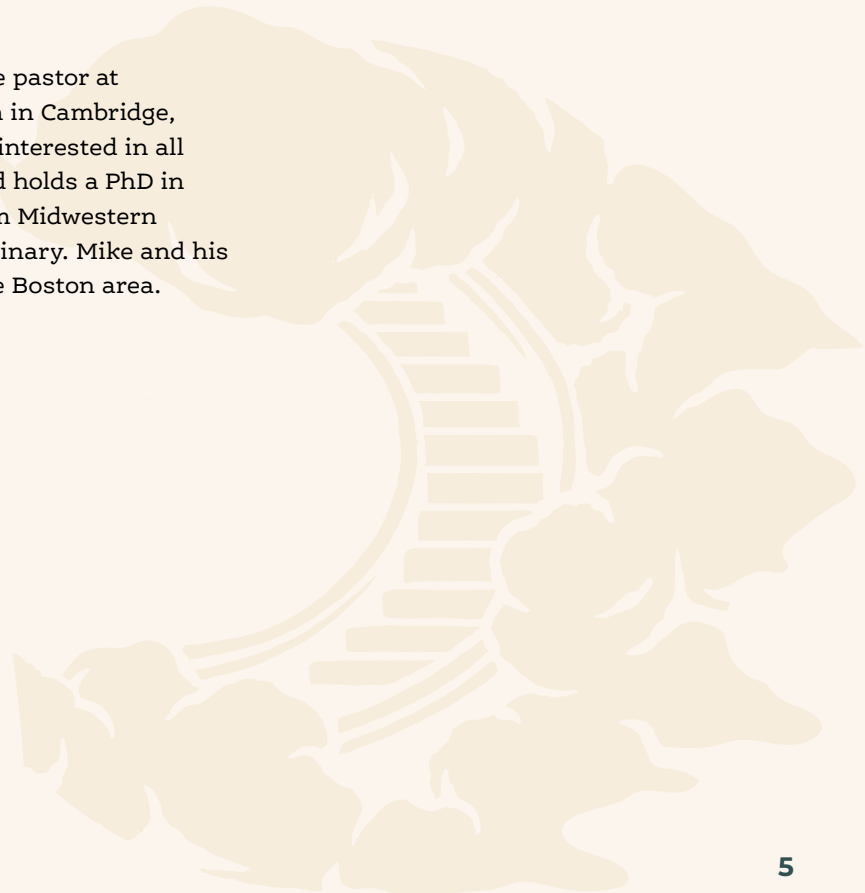 e pastor at
n in Cambridge,
interested in all
d holds a PhD in
m Midwestern
inary. Mike and his
e Boston area.
5